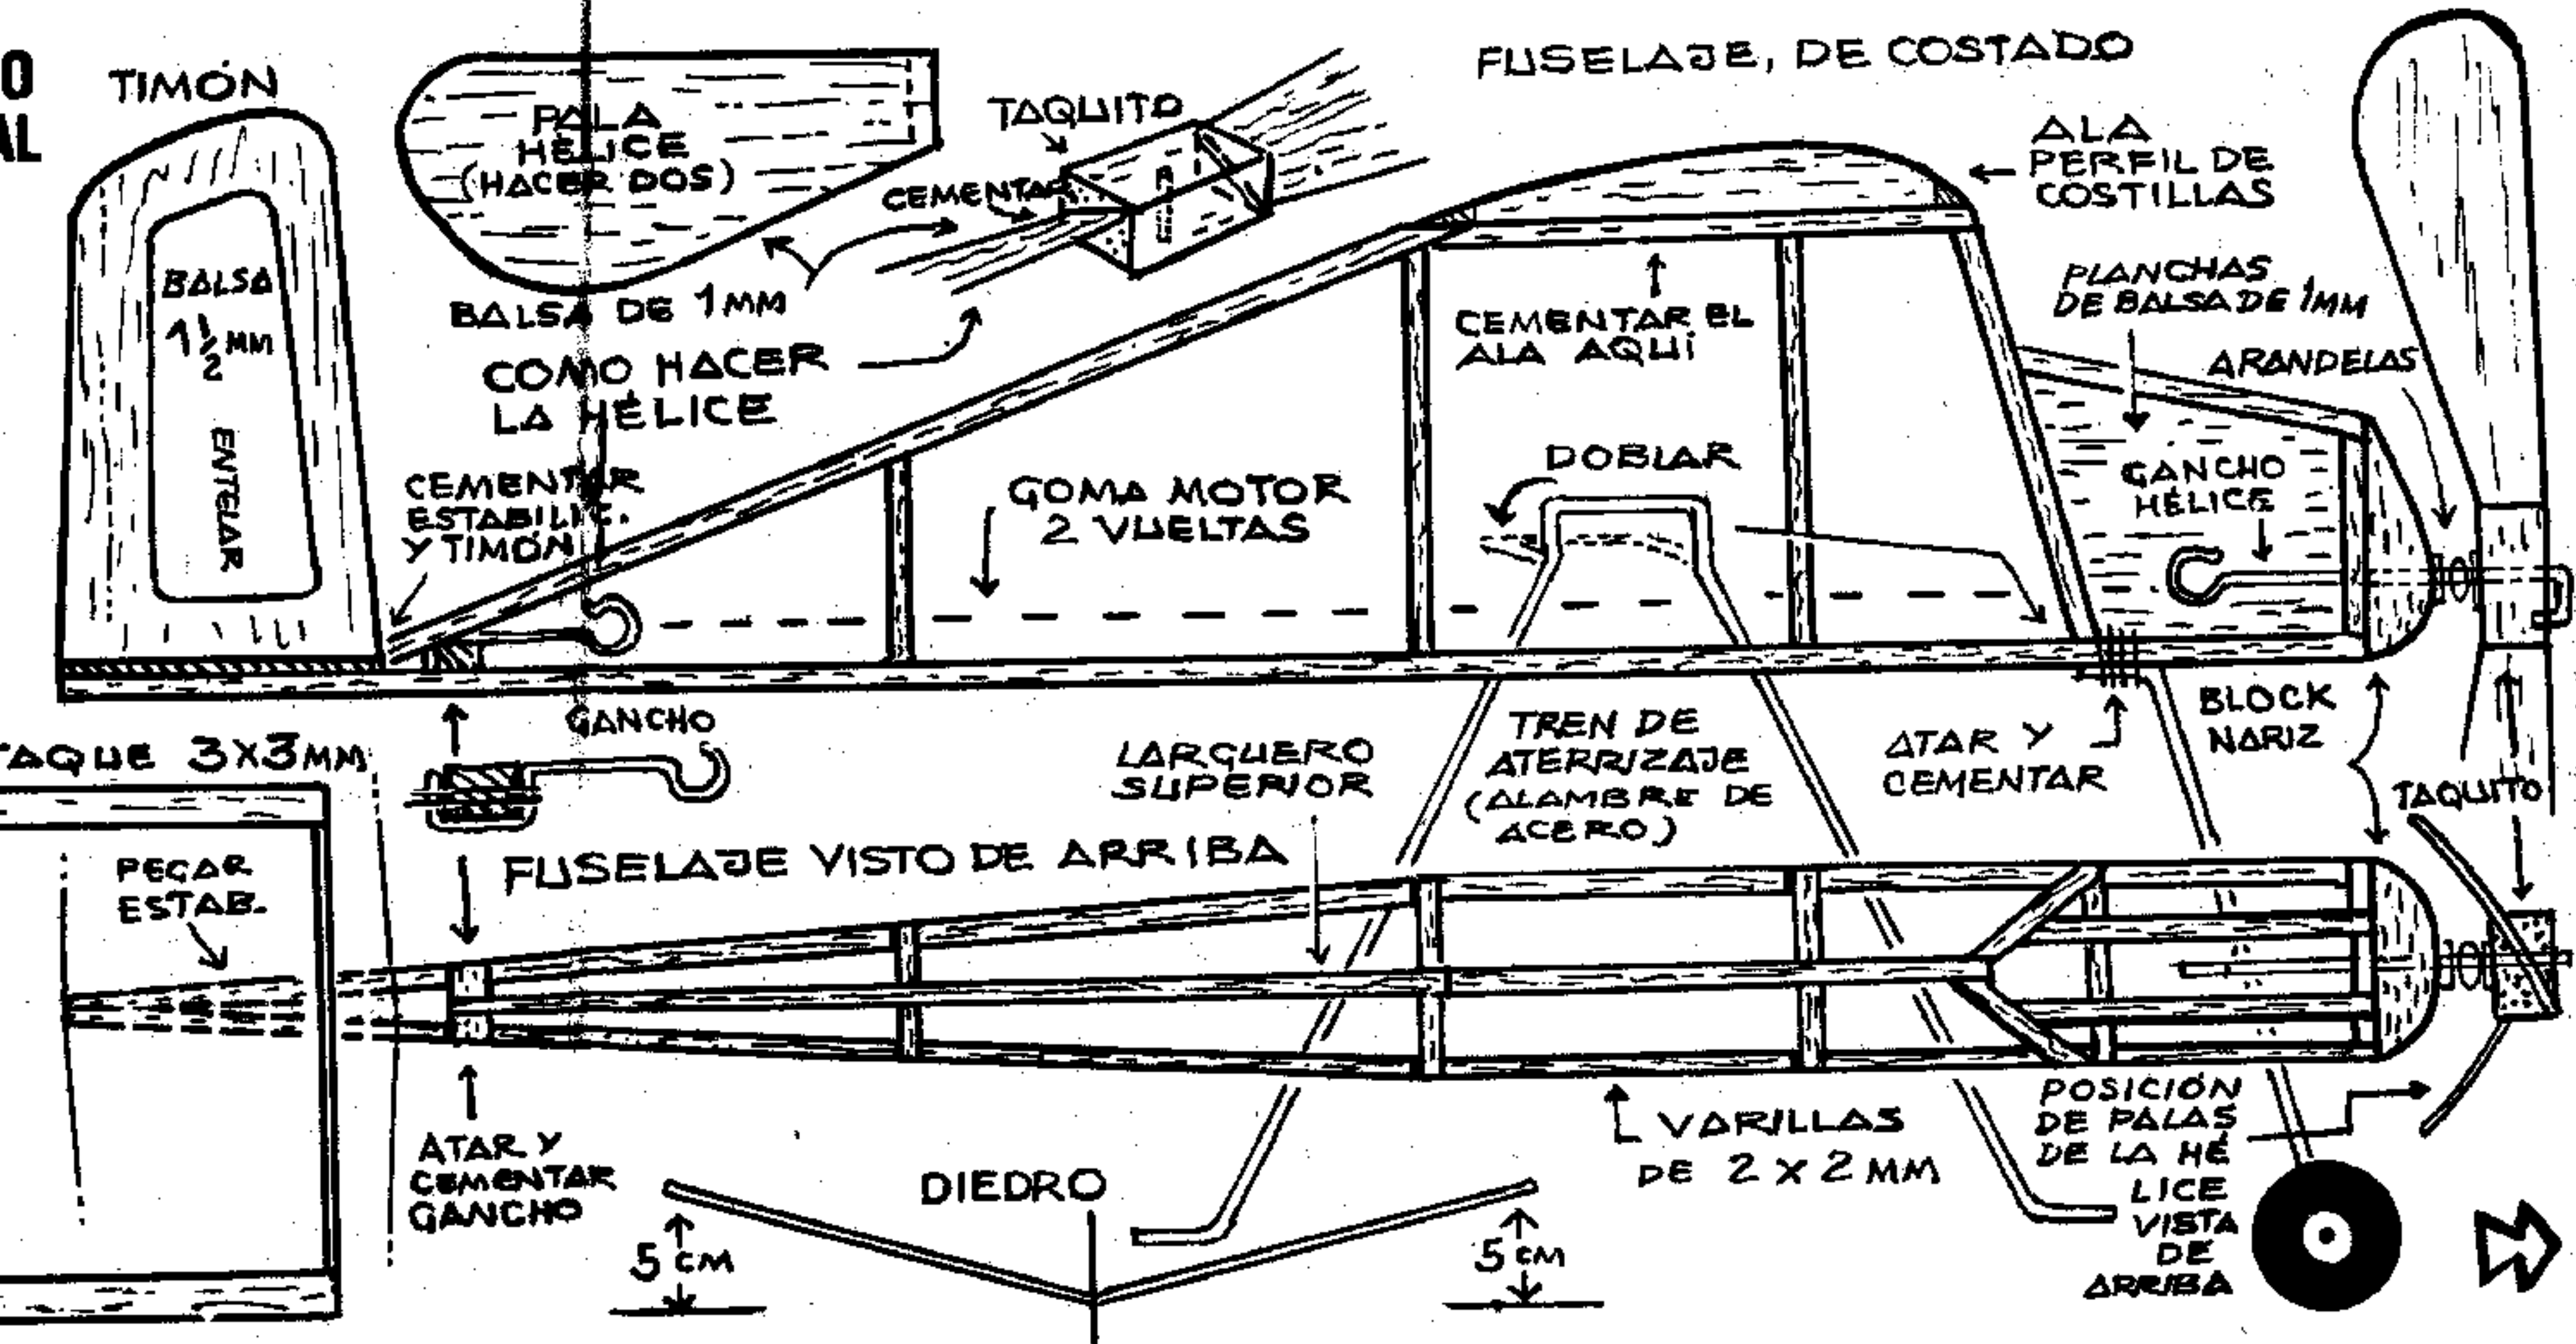 TIMÓN
PALA
HÉLICE
(HACER DOS)
TAQUITO
CEMENTAR
FUSELAJE, DE COSTADO
ALA
PERFIL DE
COSTILLAS
BALSA
1 1/2 MM
ENTELAR
BALSA DE 1MM
COMO HACER
LA HÉLICE
CEMENTAR EL
ALA AQUÍ
PLANCHAS
DE BALSA DE 1MM
ARANDELAS
CEMENTAR
ESTABILIC.
Y TIMÓN
GOMA MOTOR
2 VUELTAS
DOBLAR
GANCHO
HÉLICE
GANCHO
TAQUE 3X3MM
LARGUERO
SUPERIOR
TREN DE
ATERRIZAJE
(ALAMBRE DE
ACERO)
ATAR Y
CEMENTAR
BLOCK
NARIZ
TAQUITO
FUSELAJE VISTO DE ARRIBA
PEGAR
ESTAB.
ATAR Y
CEMENTAR
GANCHO
DIEDRO
5 CM
5 CM
VARILLAS
DE 2 X 2 MM
POSICIÓN
DE PALAS
DE LA HÉ
LICE
VISTA
DE
ARRIBA